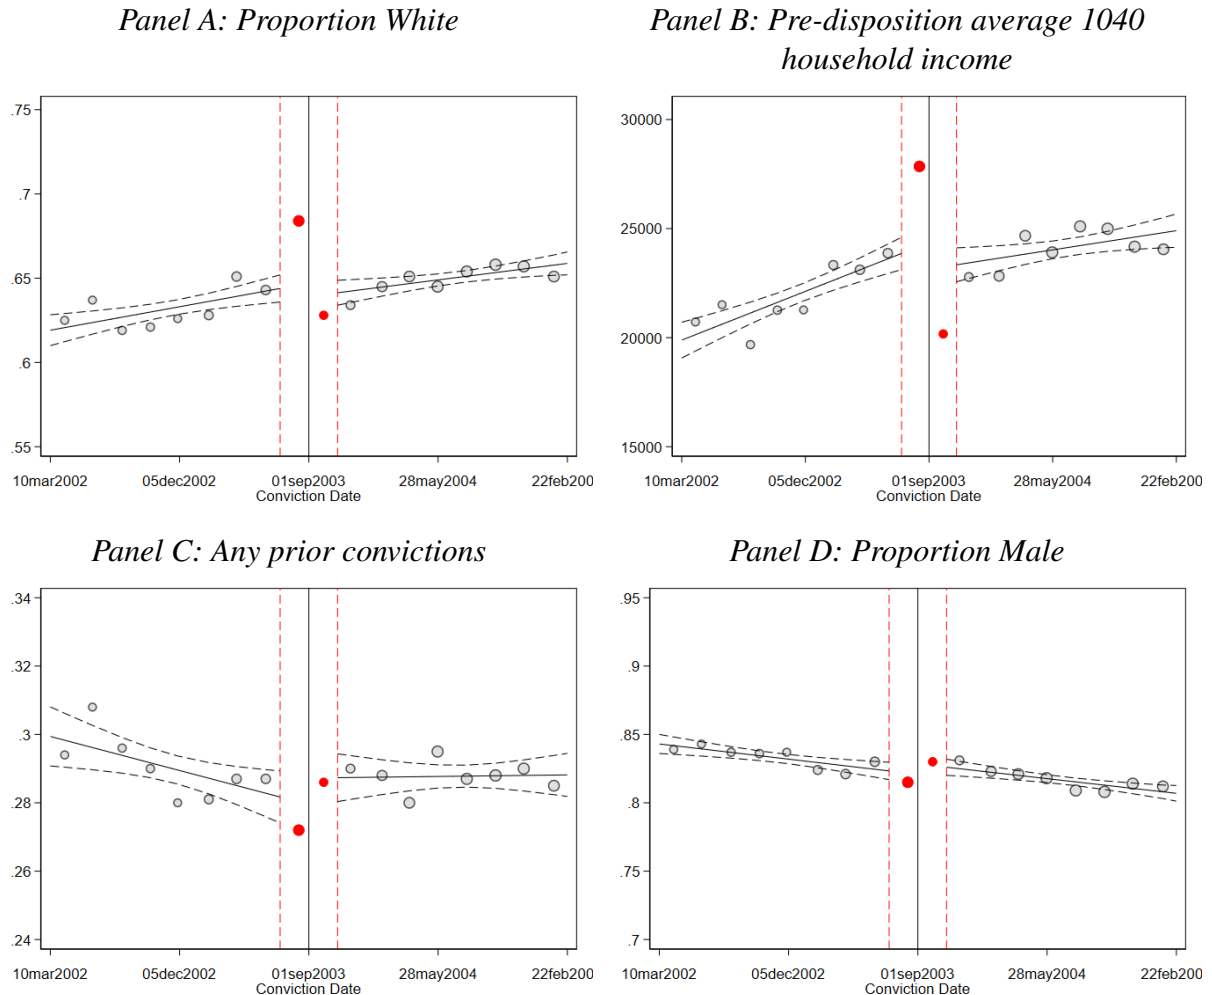 Panel A: Proportion White
.75
.7
.65
.6
.55
10mar2002 05dec2002 01sep2003 28may2004 22feb200
Conviction Date
Panel B: Pre-disposition average 1040
household income
30000
25000
20000
15000
10mar2002 05dec2002 01sep2003 28may2004 22feb200
Conviction Date
Panel C: Any prior convictions
.34
.32
.3
.28
.26
.24
10mar2002 05dec2002 01sep2003 28may2004 22feb200
Conviction Date
Panel D: Proportion Male
.95
.9
.85
.8
.75
.7
10mar2002 05dec2002 01sep2003 28may2004 22feb200
Conviction Date